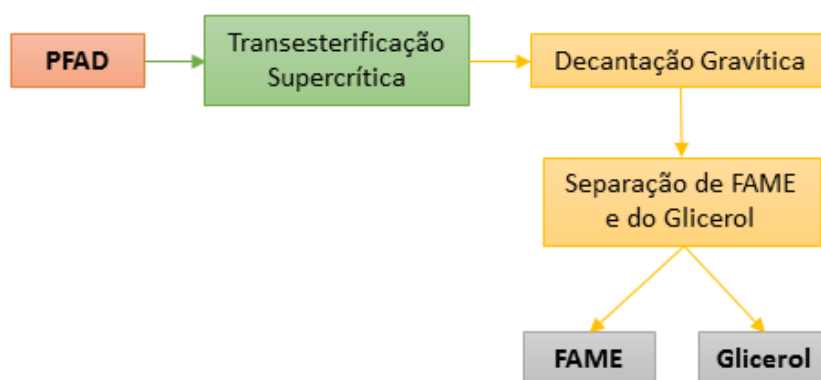 PFAD
Transesterificação
Supercrítica
Decantação Gravítica
Separação de FAME
e do Glicerol
FAME
Glicerol